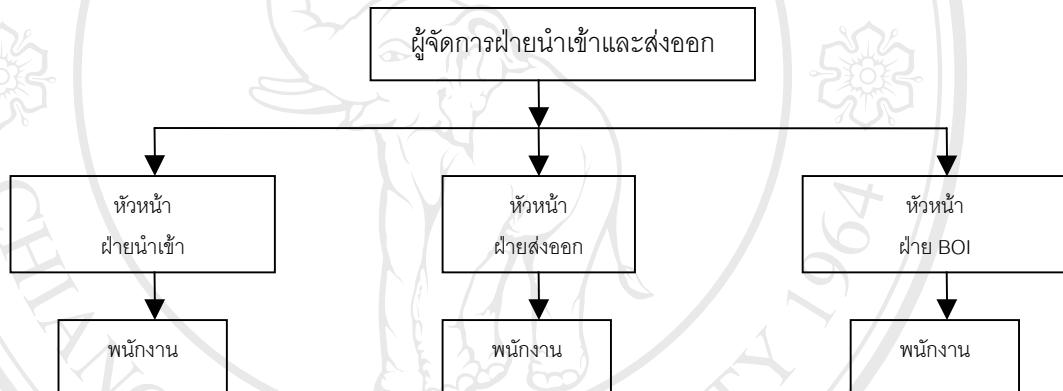 ผู้จัดการฝ่ายนำเข้าและส่งออก
หัวหน้า
ฝ่ายนำเข้า
หัวหน้า
ฝ่ายส่งออก
หัวหน้า
ฝ่าย BOI
พนักงาน
พนักงาน
พนักงาน
CHIANG
TY 1964